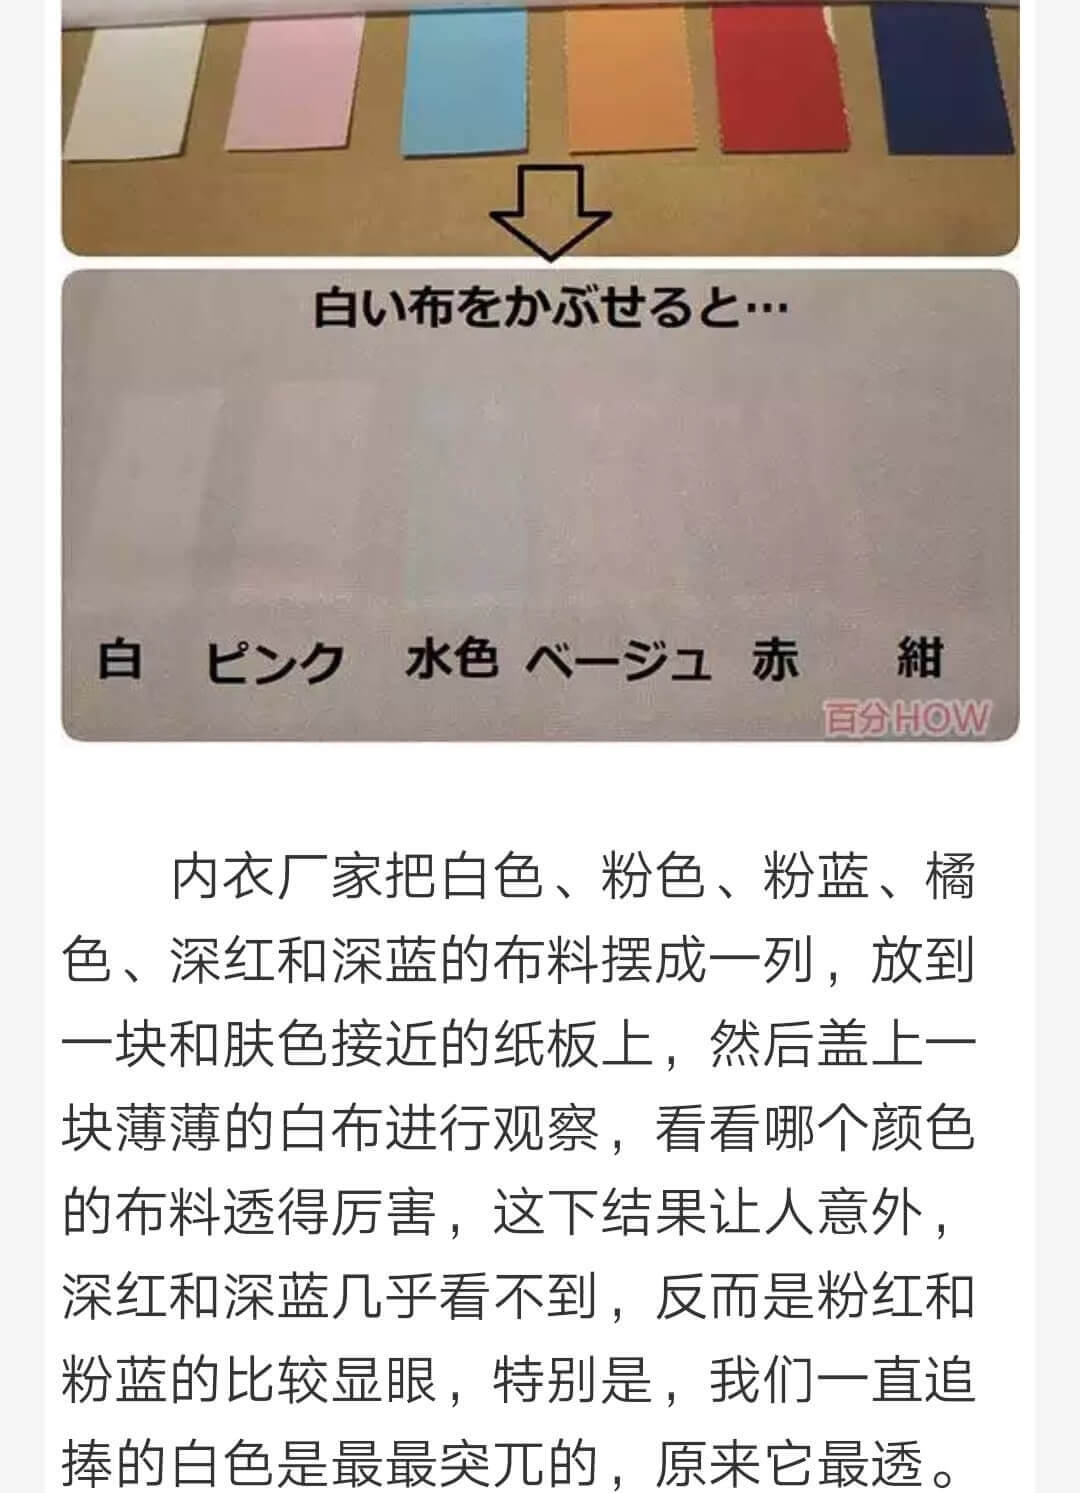 白い布をかぶせると…
白 ピンク 水色 ベージュ 赤 紺
百分HOW
内衣厂家把白色、粉色、粉蓝、橘
色、深红和深蓝的布料摆成一列，放到
一块和肤色接近的纸板上，然后盖上一
块薄薄的白布进行观察，看看哪个颜色
的布料透得厉害，这下结果让人意外，
深红和深蓝几乎看不到，反而是粉红和
粉蓝的比较显眼，特别是，我们一直追
捧的白色是最最突兀的，原来它最透。